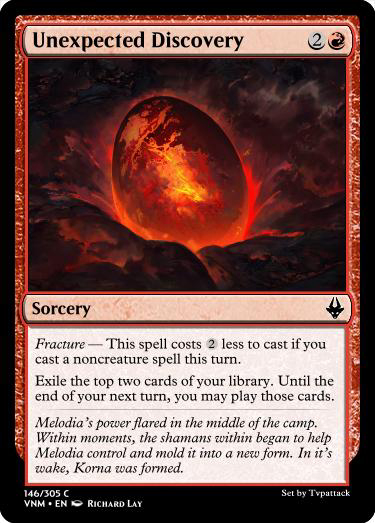 Unexpected Discovery 2
Sorcery
Fracture — This spell costs 2 less to cast if you
cast a noncreature spell this turn.
Exile the top two cards of your library. Until the
end of your next turn, you may play those cards.
Melodia's power flared in the middle of the camp.
Within moments, the shamans within began to help
Melodia control and mold it into a new form. In it's
wake, Korna was formed.
146/305 C
VNM • EN Richard Lay
Set by Tvpattack